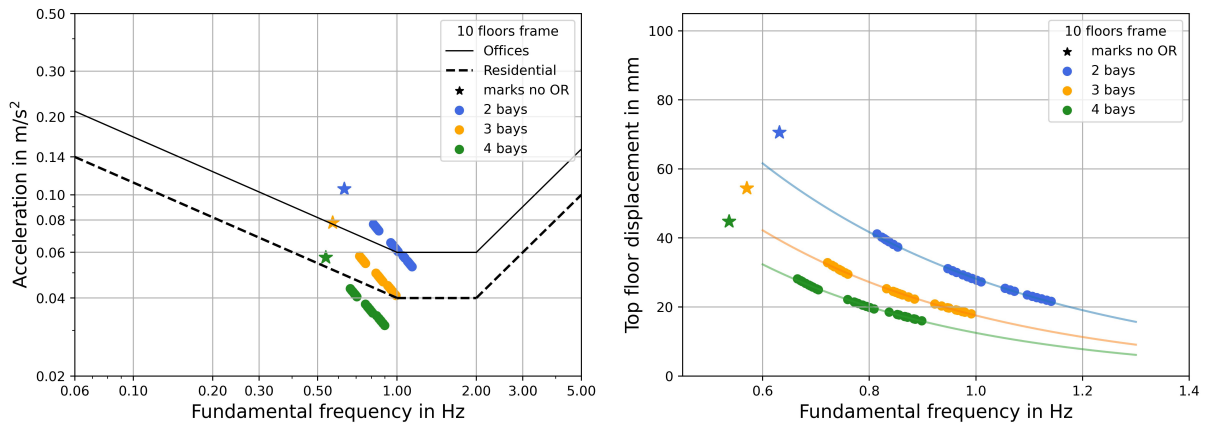 10 floors frame
Offices
Residential
marks no OR
2 bays
3 bays
4 bays
0.50
0.30
0.20
0.14
0.10
0.08
0.06
0.04
0.02
Acceleration in m/s²
0.06 0.10 0.20 0.30 0.50 1.00 2.00 3.00 5.00
Fundamental frequency in Hz
10 floors frame
marks no OR
2 bays
3 bays
4 bays
100
80
60
40
20
0
Top floor displacement in mm
0.6 0.8 1.0 1.2 1.4
Fundamental frequency in Hz